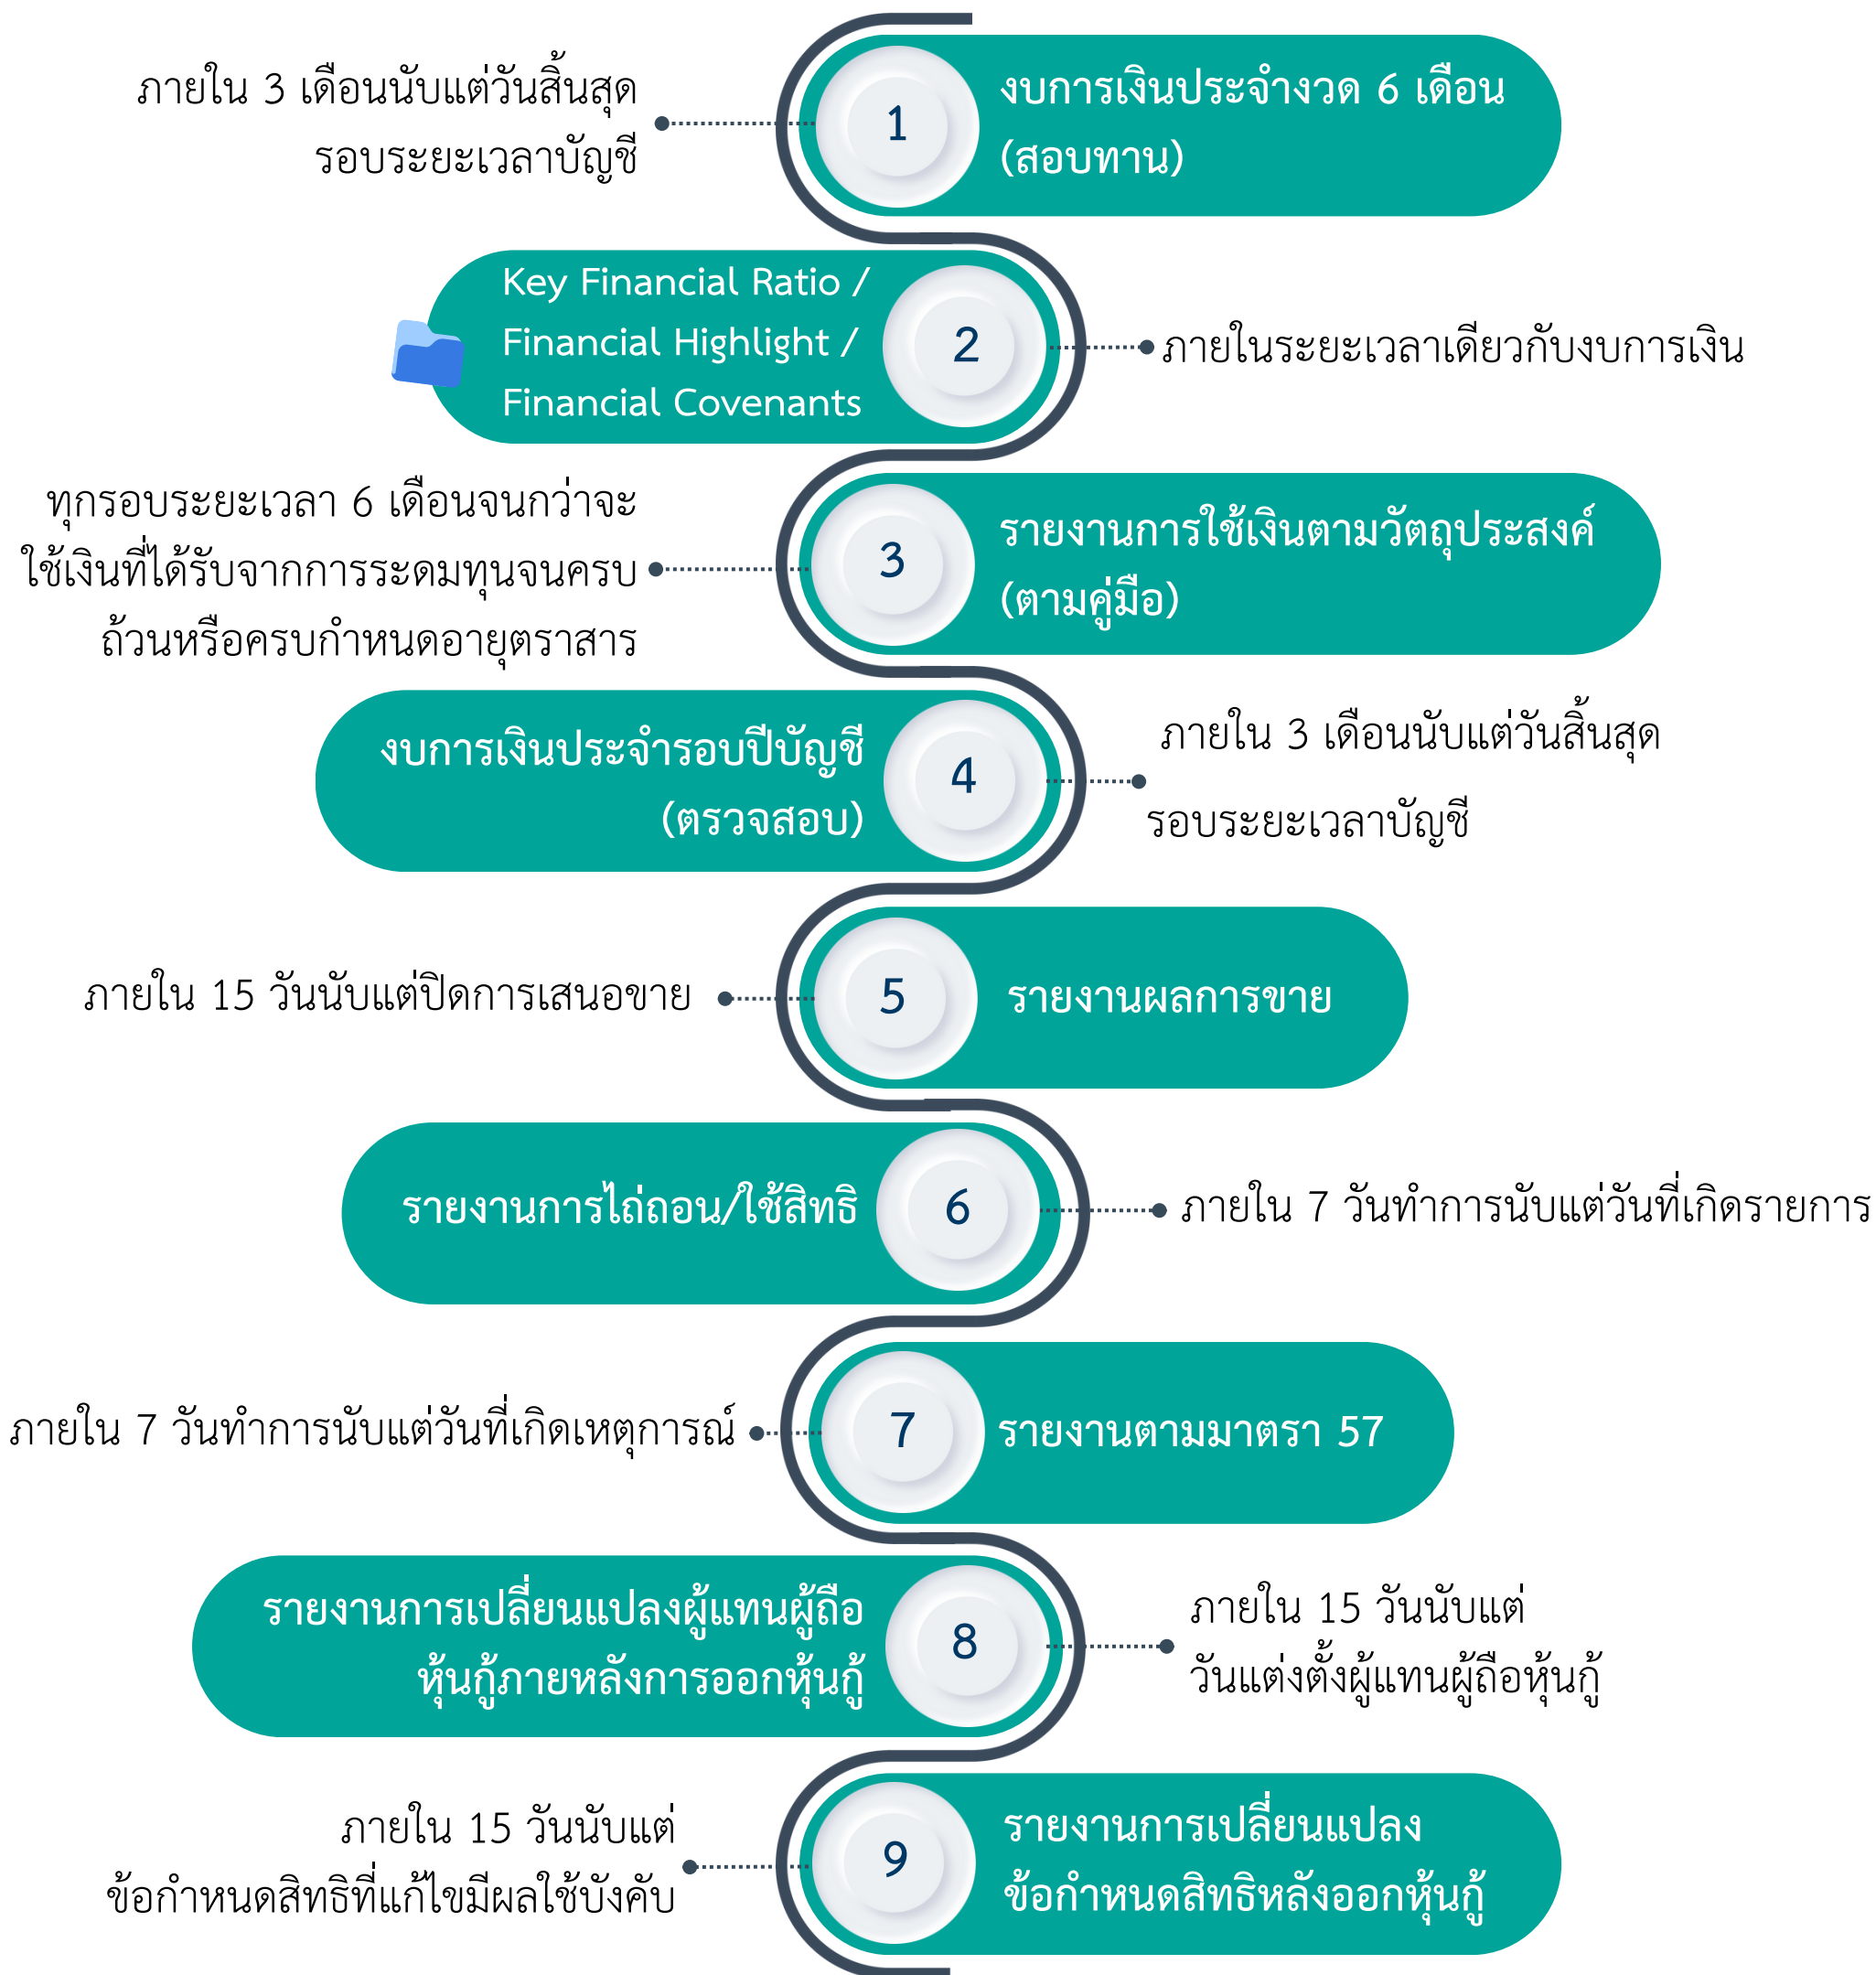 ภายใน 3 เดือนนับแต่วันสิ้นสุด
รอบระยะเวลาบัญชี
1
งบการเงินประจำงวด 6 เดือน
(สอบทาน)
Key Financial Ratio /
Financial Highlight /
Financial Covenants
2
ภายในระยะเวลาเดียวกับงบการเงิน
ทุกรอบระยะเวลา 6 เดือนจนกว่าจะ
ใช้เงินที่ได้รับจากการระดมทุนจนครบ
ถ้วนหรือครบกำหนดอายุตราสาร
3
รายงานการใช้เงินตามวัตถุประสงค์
(ตามคู่มือ)
งบการเงินประจำรอบปีบัญชี
(ตรวจสอบ)
4
ภายใน 3 เดือนนับแต่วันสิ้นสุด
รอบระยะเวลาบัญชี
ภายใน 15 วันนับแต่ปิดการเสนอขาย
5
รายงานผลการขาย
รายงานการไถ่ถอน/ใช้สิทธิ
6
ภายใน 7 วันทำการนับแต่วันที่เกิดรายการ
ภายใน 7 วันทำการนับแต่วันที่เกิดเหตุการณ์
7
รายงานตามมาตรา 57
รายงานการเปลี่ยนแปลงผู้แทนผู้ถือ
หุ้นกู้ภายหลังการออกหุ้นกู้
8
ภายใน 15 วันนับแต่
วันแต่งตั้งผู้แทนผู้ถือหุ้นกู้
ภายใน 15 วันนับแต่
ข้อกำหนดสิทธิที่แก้ไขมีผลใช้บังคับ
9
รายงานการเปลี่ยนแปลง
ข้อกำหนดสิทธิหลังออกหุ้นกู้